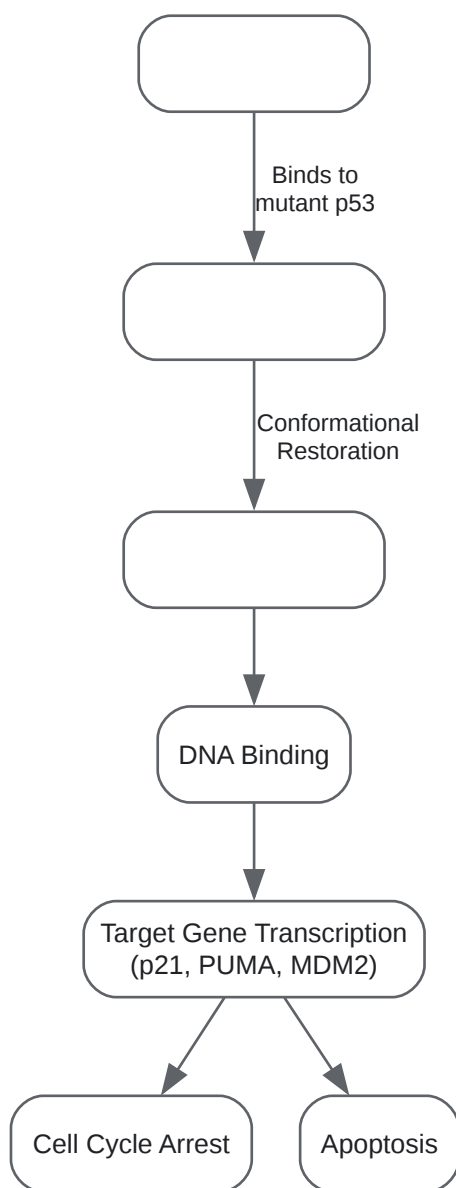 Binds to
mutant p53
Conformational
Restoration
DNA Binding
Target Gene Transcription
(p21, PUMA, MDM2)
Cell Cycle Arrest
Apoptosis